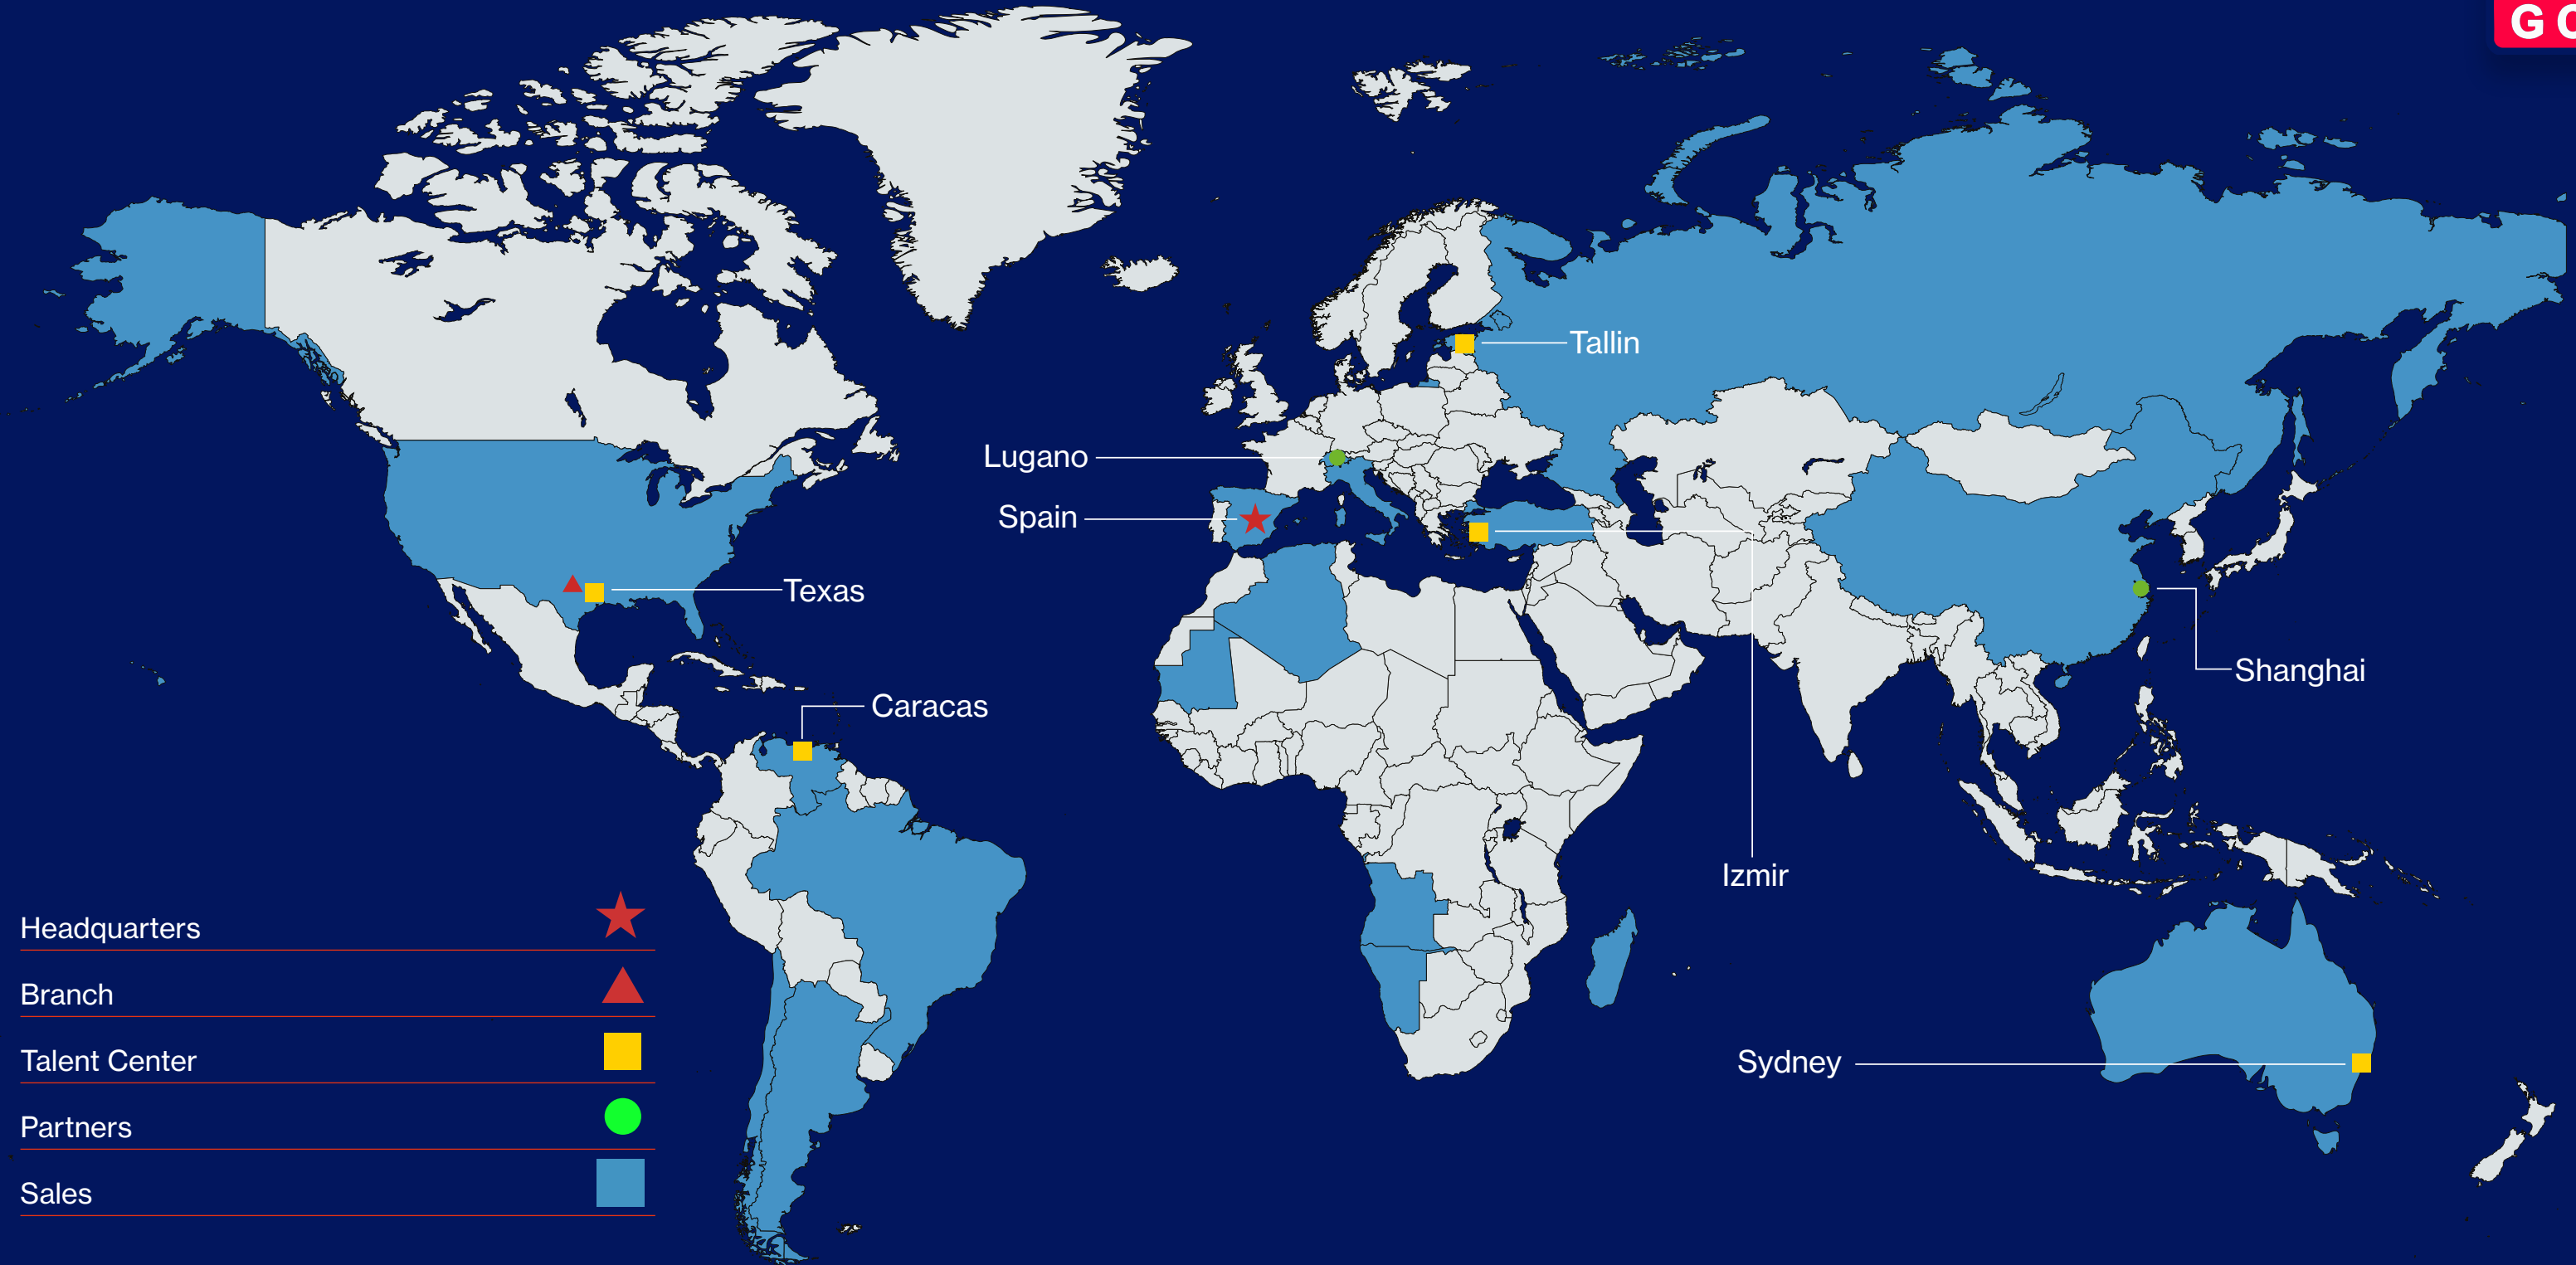 G
Tallin
Lugano
Spain
Texas
Shanghai
Caracas
Izmir
Headquarters
Branch
Sydney
Talent Center
Partners
Sales